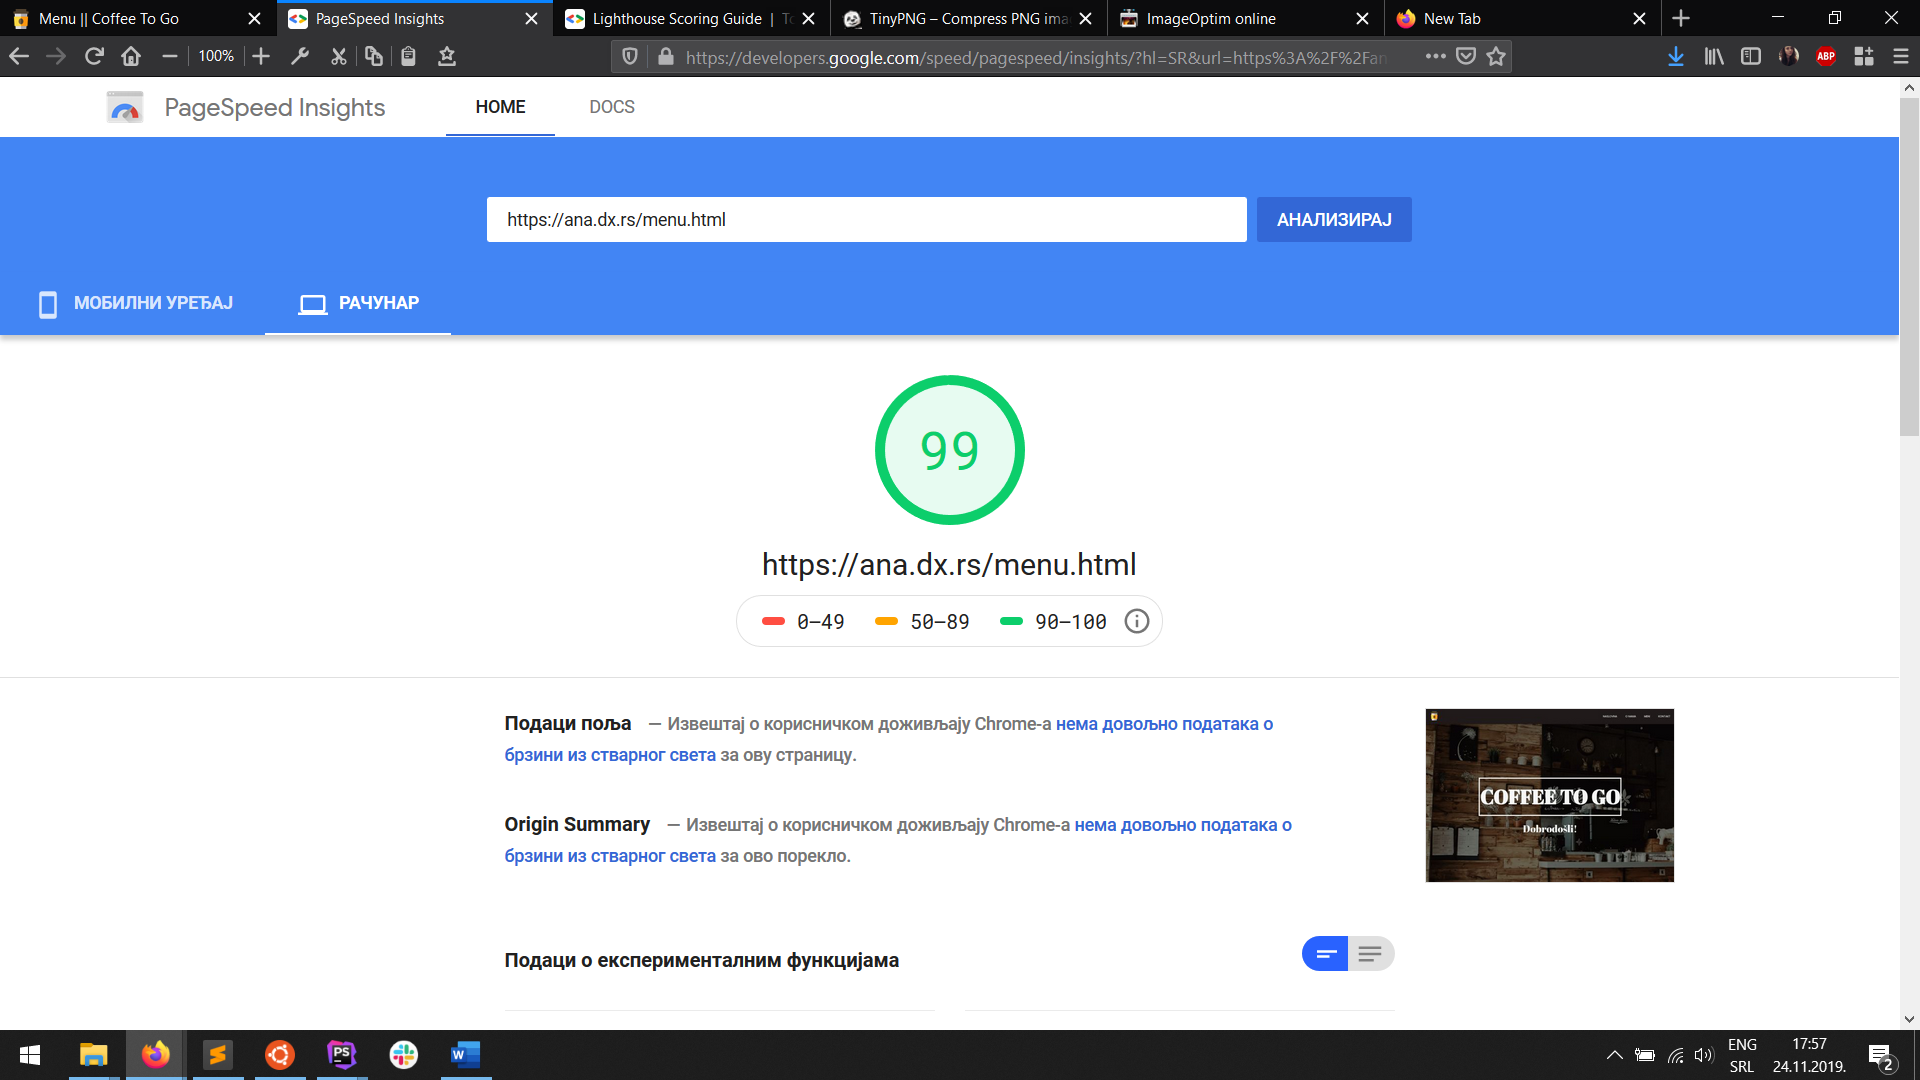 Menu || Coffee To Go
PageSpeed Insights
Lighthouse Scoring Guide | To
TinyPNG – Compress PNG ima
ImageOptim online
New Tab
100%
https://developers.google.com/speed/pagespeed/insights/?hl=SR&url=https%3A%2F%2Fan
ABP
PageSpeed Insights
HOME
DOCS
https://ana.dx.rs/menu.html
АНАЛИЗИРАЈ
МОБИЛНИ УРЕЂАЈ
РАЧУНАР
99
https://ana.dx.rs/menu.html
0–49
50–89
90–100
Подаци поља — Извештај о корисничком доживљају Chrome-а нема довољно података о
брзини из стварног света за ову страницу.
COFFEE TO GO
Dobrodošli!
Origin Summary — Извештај о корисничком доживљају Chrome-а нема довољно података о
брзини из стварног света за ово порекло.
Подаци о експерименталним функцијама
PS
W
ENG
SRL
17:57
24.11.2019.
2